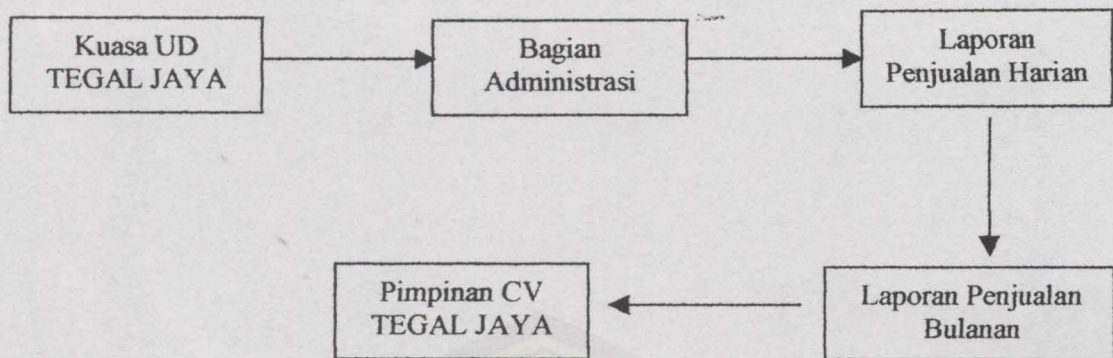 Kuasa UD
TEGAL JAYA
Bagian
Administrasi
Laporan
Penjualan Harian
Laporan Penjualan
Bulanan
Pimpinan CV
TEGAL JAYA